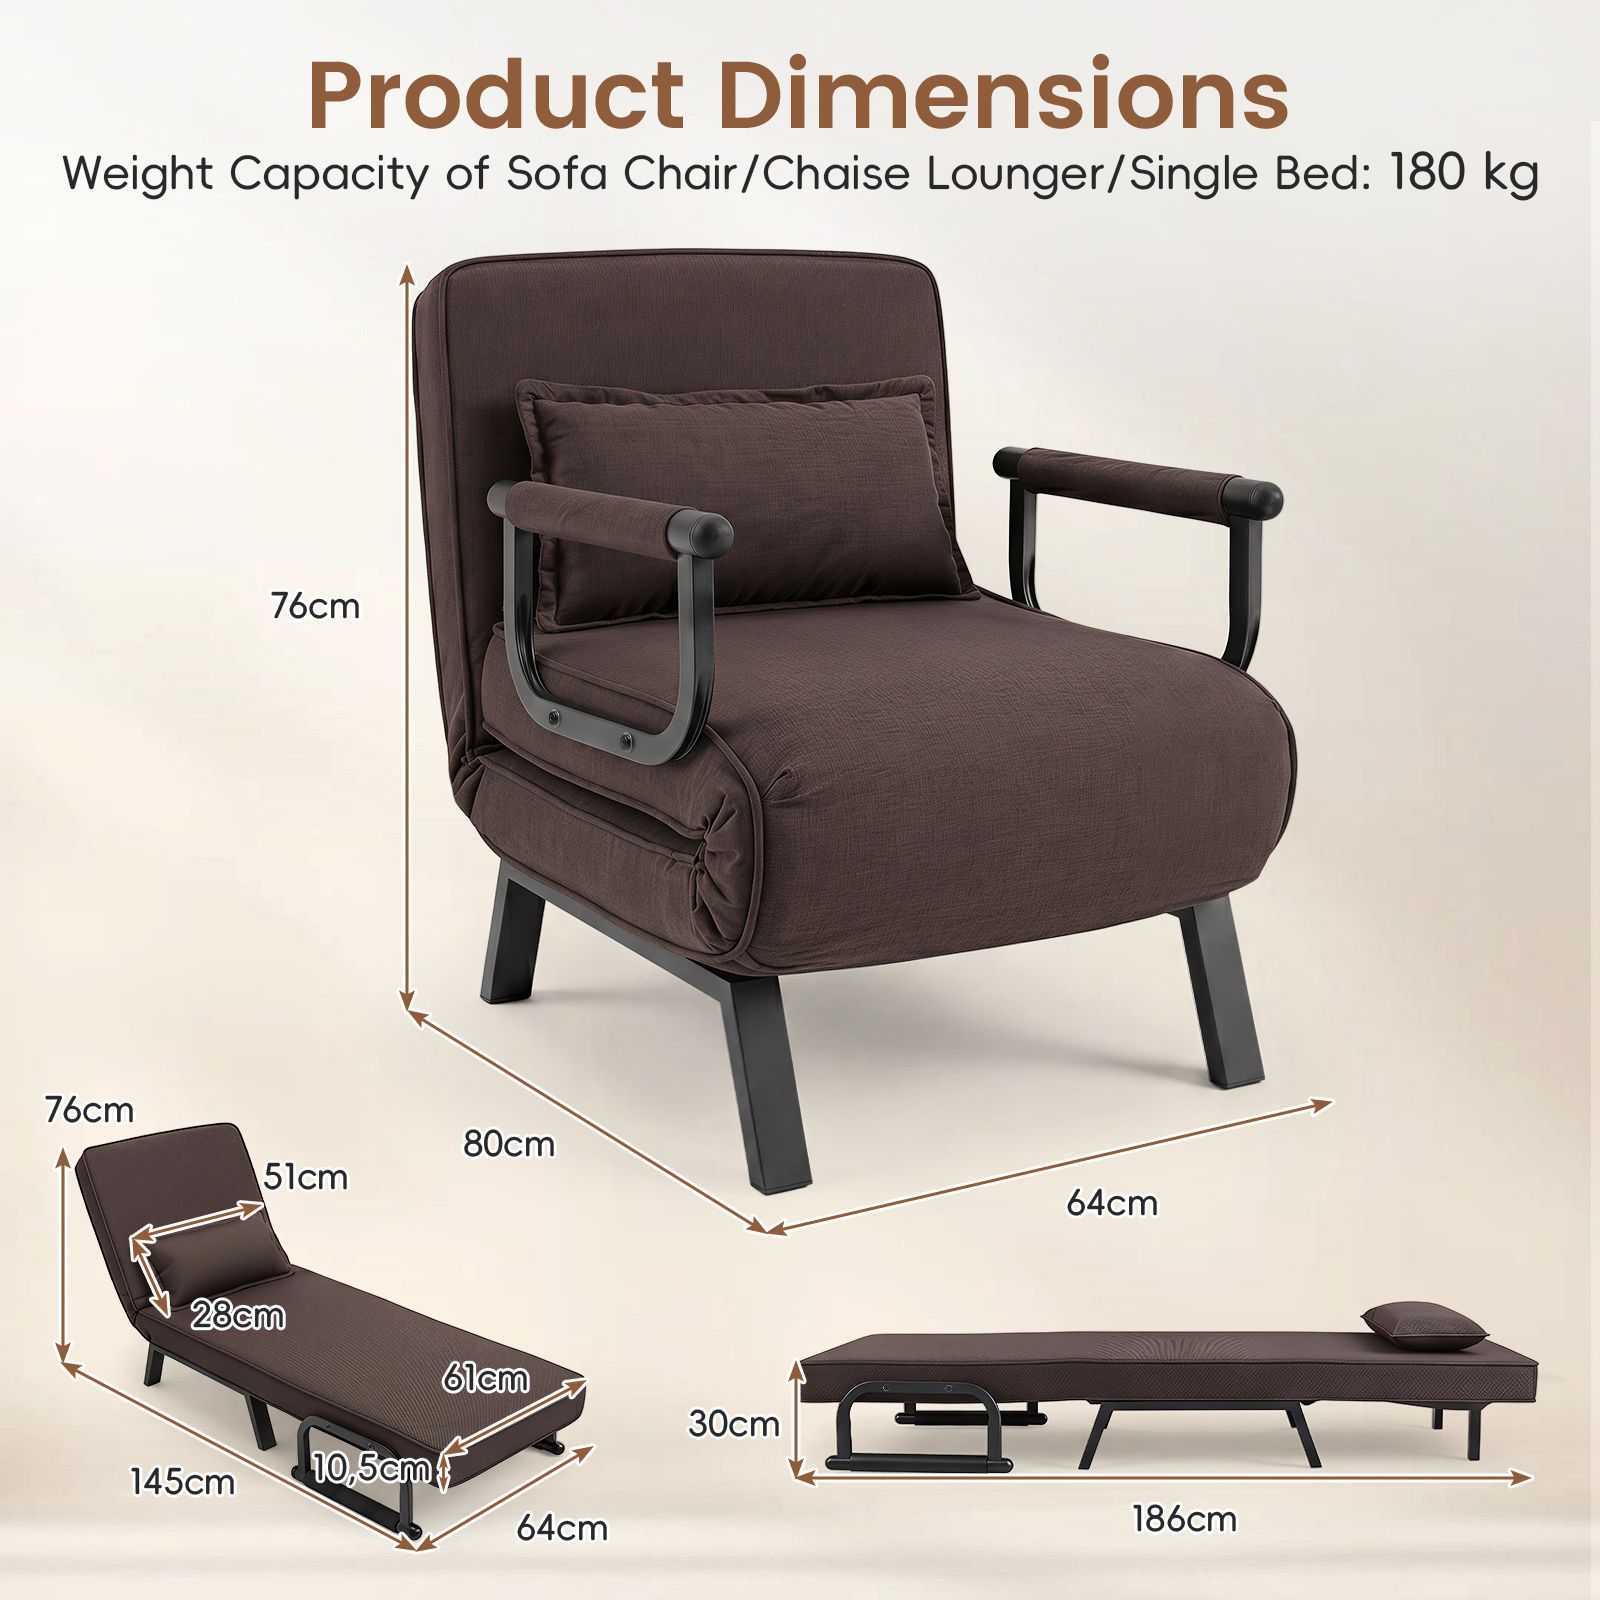 Product Dimensions
Weight Capacity of Sofa Chair/Chaise Lounger/Single Bed: 180 kg
76cm
80cm
64cm
76cm
51cm
28cm
61cm
10,5cm
145cm
64cm
30cm
186cm